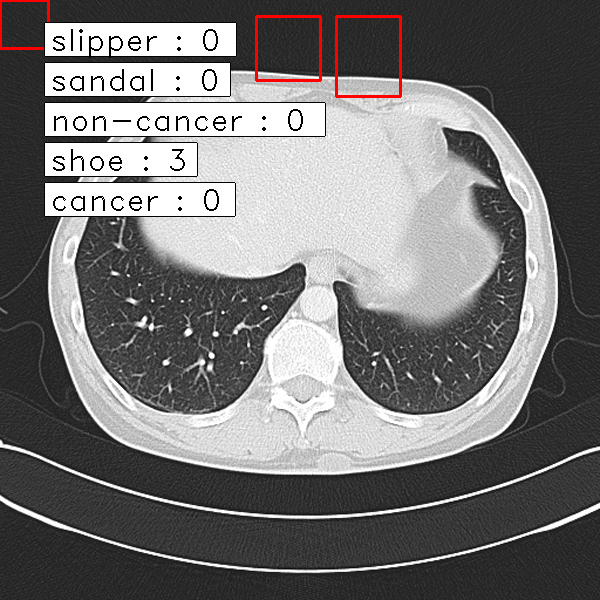 slipper : 0
sandal : 0
non-cancer : 0
shoe : 3
cancer : 0